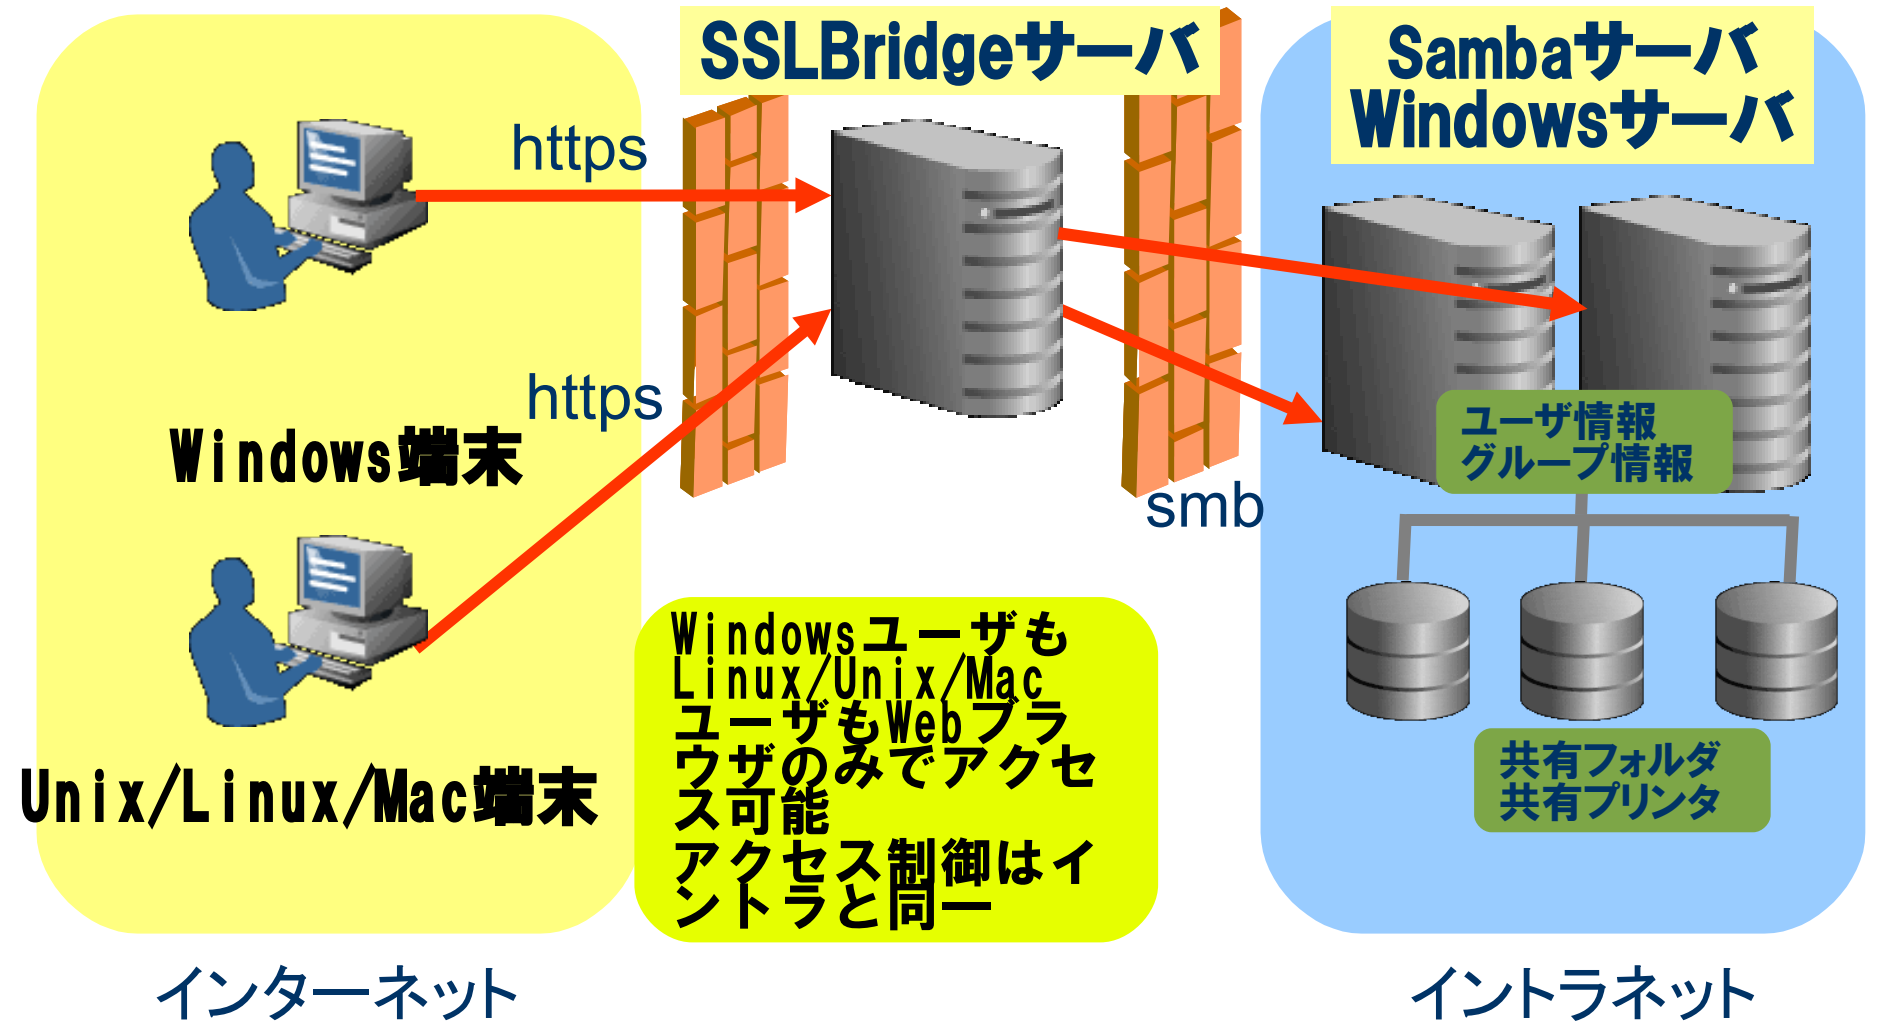 SSLBridgeサーバ
Sambaサーバ
Windowsサーバ
https
https
Windows端末
Unix/Linux/Mac端末
smb
ユーザ情報
グループ情報
共有フォルダ
共有プリンタ
Windowsユーザも
Linux/Unix/Mac
ユーザもWebブラ
ウザのみでアクセ
ス可能
アクセス制御はイ
ントラと同一
インターネット
イントラネット